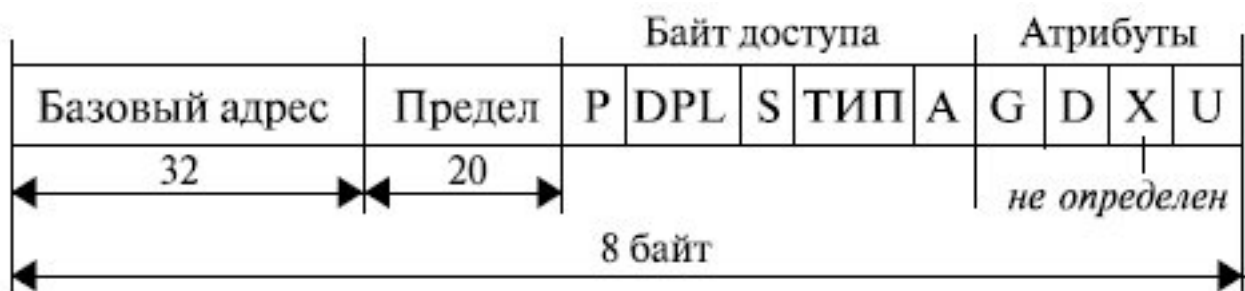 Байт доступа Атрибуты
Базовый адрес Предел P DPL S ТИП A G D X U
32 20
не определен
8 байт